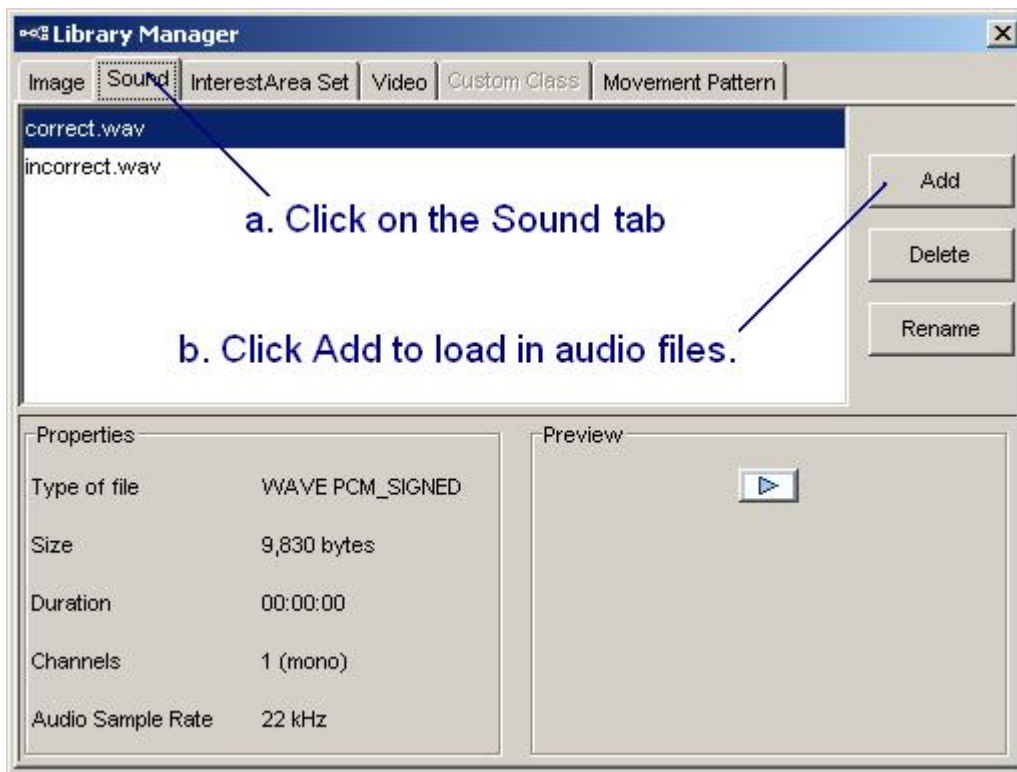 Library Manager
Image Sound InterestArea Set Video Custom Class Movement Pattern
correct.wav
incorrect.wav
Add
a. Click on the Sound tab
Delete
b. Click Add to load in audio files.
Rename
Properties
Type of file WAVE PCM_SIGNED
Size 9,830 bytes
Duration 00:00:00
Channels 1 (mono)
Audio Sample Rate 22 kHz
Preview